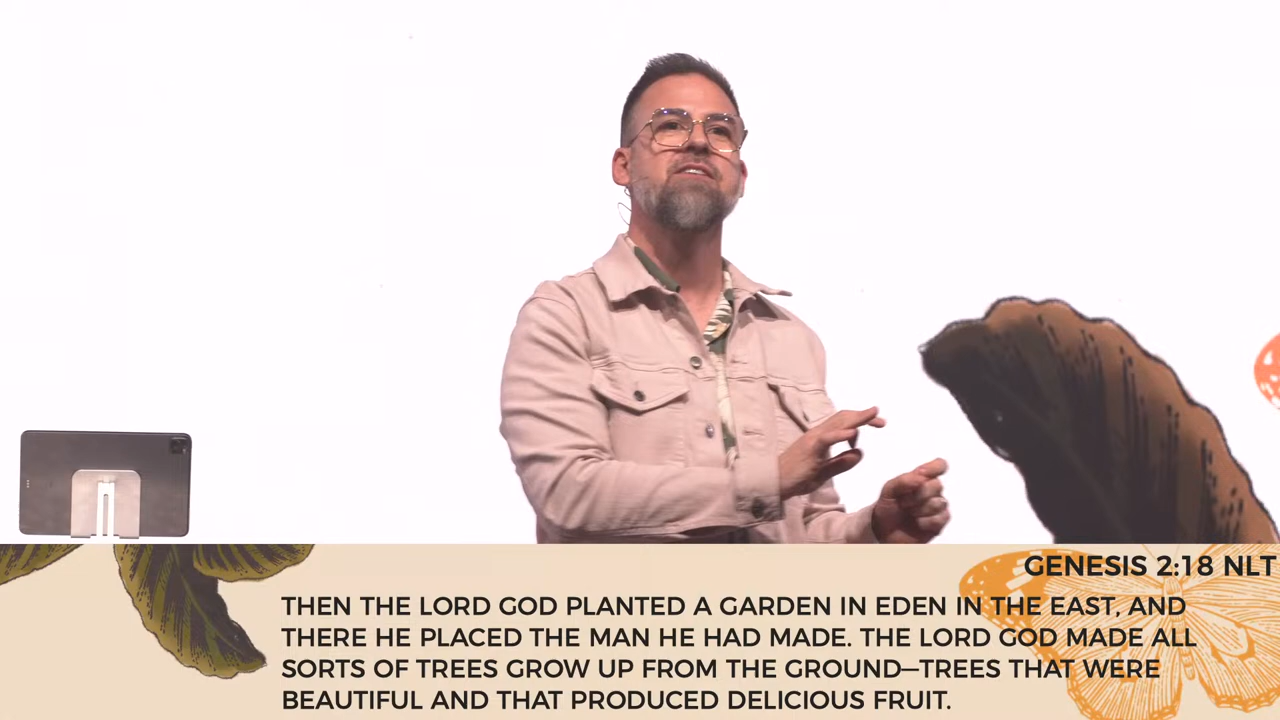 GENESIS 2:18 NLT
THEN THE LORD GOD PLANTED A GARDEN IN EDEN IN THE EAST, AND
THERE HE PLACED THE MAN HE HAD MADE. THE LORD GOD MADE ALL
SORTS OF TREES GROW UP FROM THE GROUND—TREES THAT WERE
BEAUTIFUL AND THAT PRODUCED DELICIOUS FRUIT.